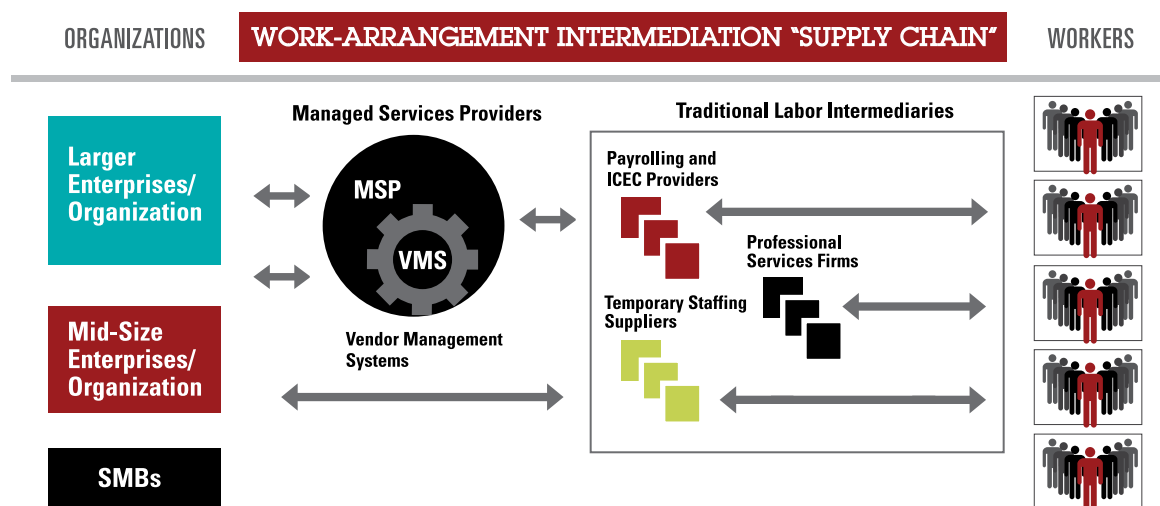 ORGANIZATIONS
WORK-ARRANGEMENT INTERMEDIATION "SUPPLY CHAIN"
WORKERS
Managed Services Providers
Traditional Labor Intermediaries
Larger
Enterprises/
Organization
MSP
VMS
Payrolling and
ICEC Providers
Professional
Services Firms
Temporary Staffing
Suppliers
Mid-Size
Enterprises/
Organization
Vendor Management
Systems
SMBs